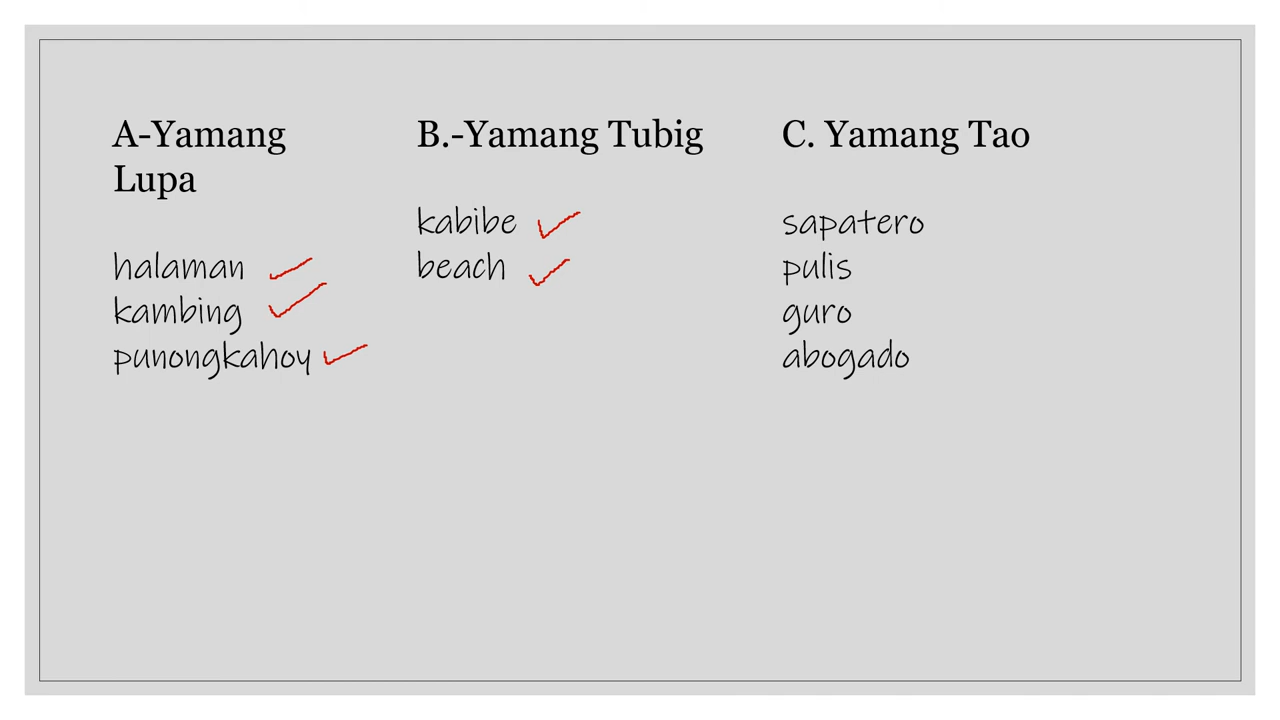 A-Yamang
Lupa
halaman
kambing
punongkahoy
B.-Yamang Tubig
kabibe
beach
C. Yamang Tao
sapatero
pulis
guro
abogado